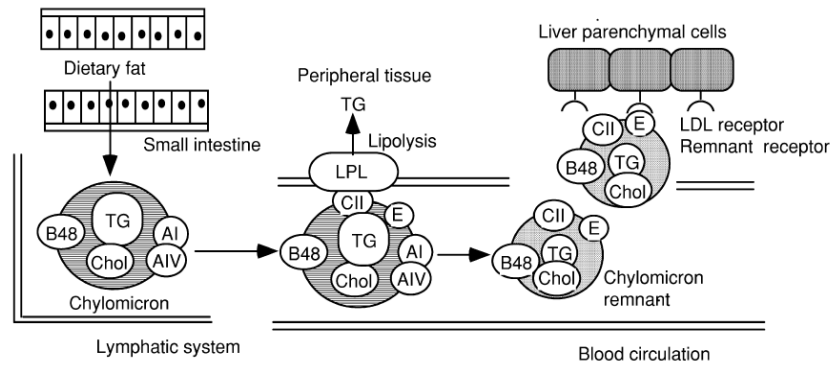 Dietary fat
Small intestine
TG
B48
AI
Chol
AIV
Chylomicron
Lymphatic system
Peripheral tissue
TG
Lipolysis
LPL
CII
E
TG
B48
AI
Chol
AIV
CII
E
B48
TG
Chol
Chylomicron
remnant
Liver parenchymal cells
CII
E
LDL receptor
Remnant receptor
B48
TG
Chol
Blood circulation